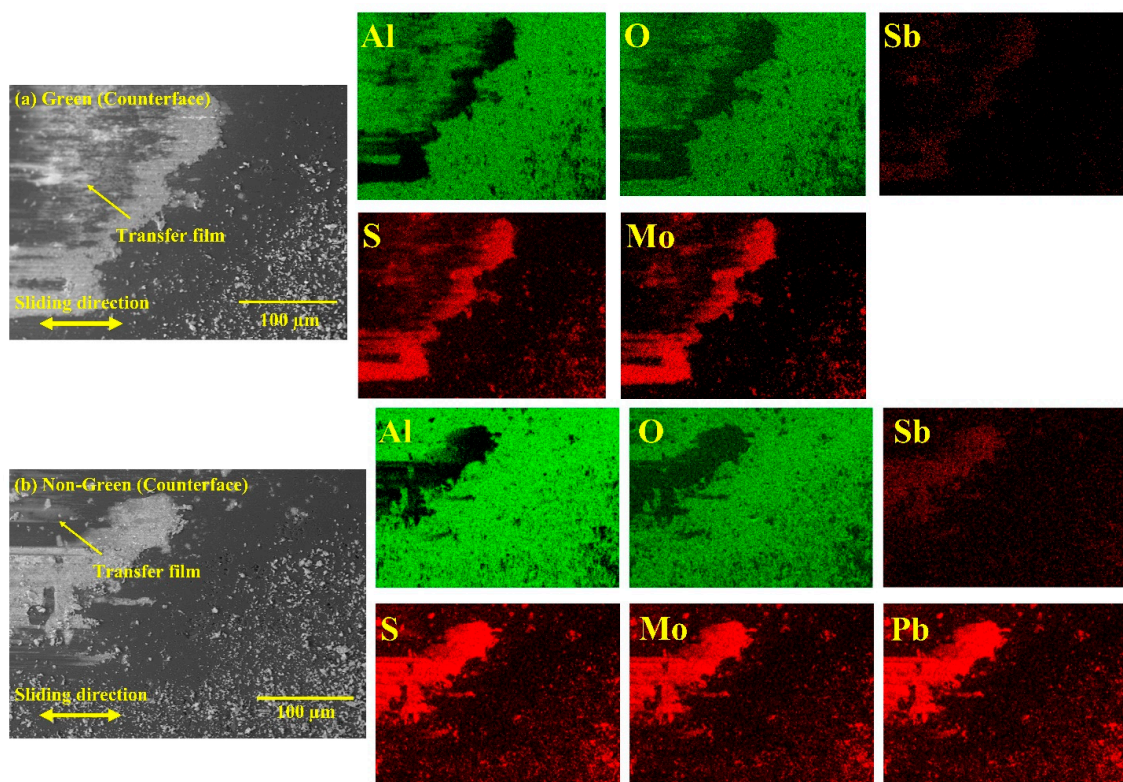 (a) Green (Counterface)
Transfer film
Sliding direction
100 μm
Al
O
Sb
S
Mo
(b) Non-Green (Counterface)
Transfer film
Sliding direction
100 μm
Al
O
Sb
S
Mo
Pb